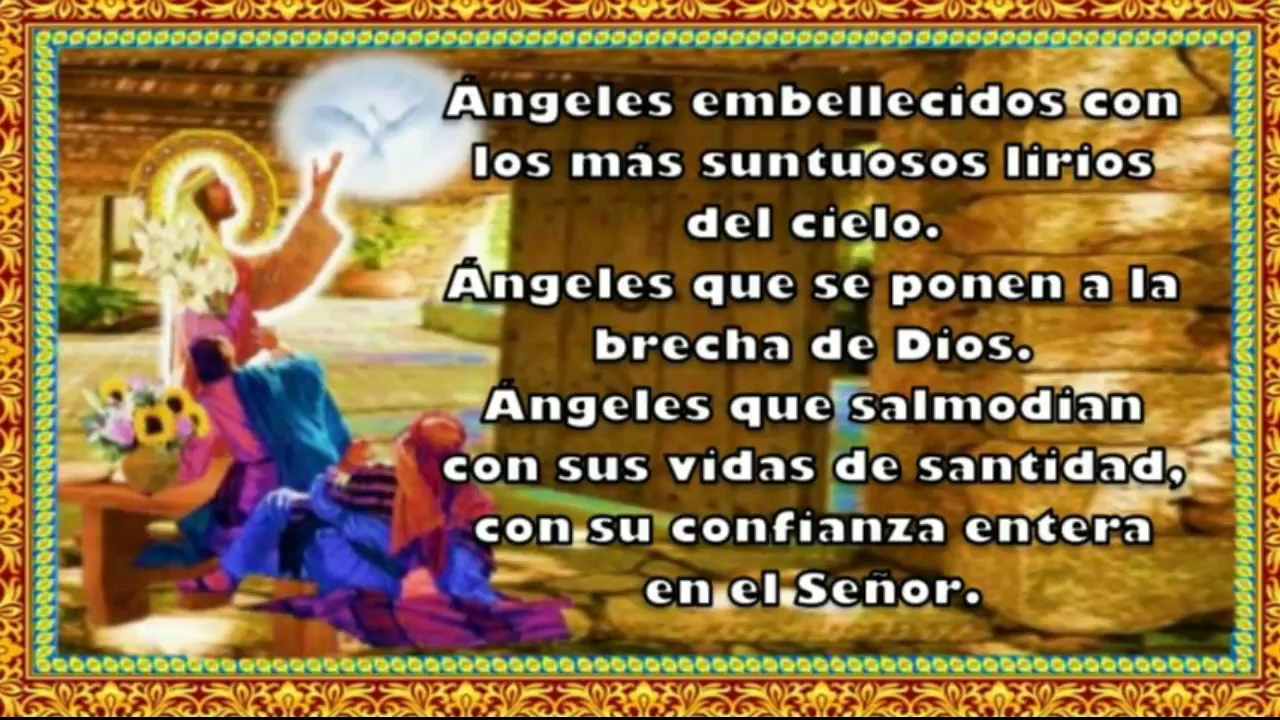 Ángeles embellecidos con
los más suntuosos lirios
del cielo.
Ángeles que se ponen a la
brecha de Dios.
Ángeles que salmodian
con sus vidas de santidad,
con su confianza entera
en el Señor.